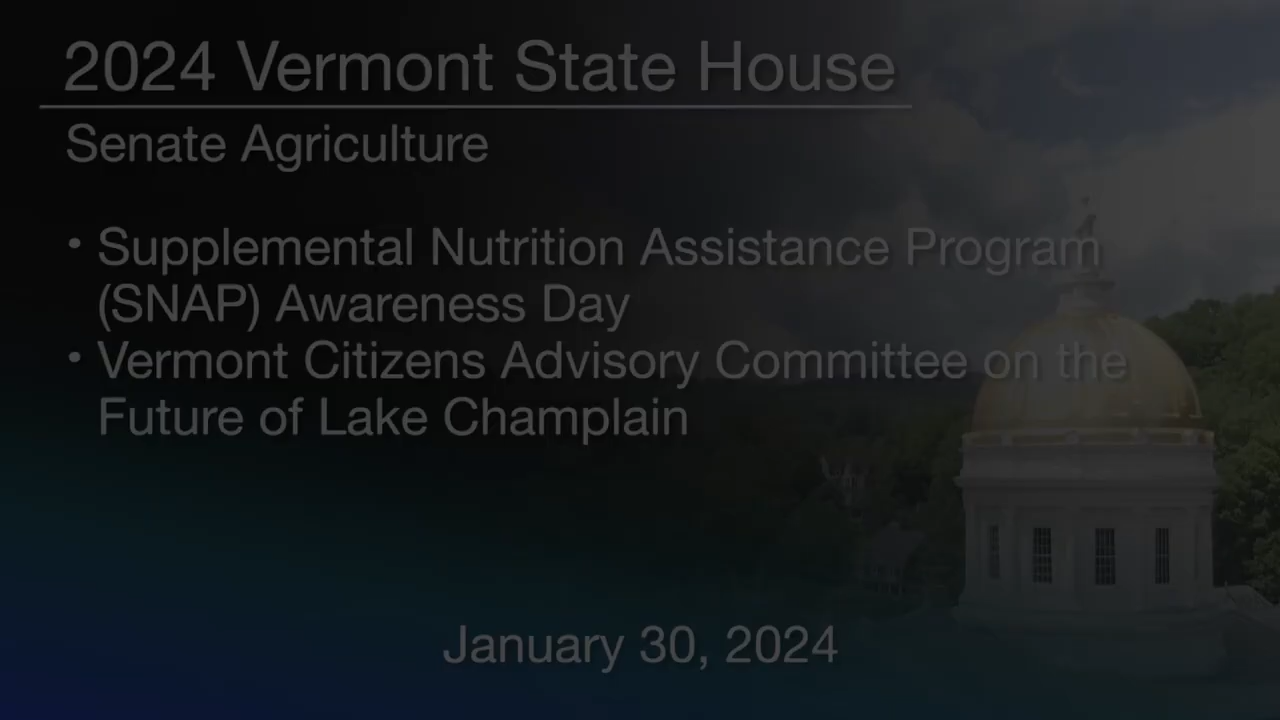 2024 Vermont State House
Senate Agriculture
• Supplemental Nutrition Assistance Program
(SNAP) Awareness Day
• Vermont Citizens Advisory Committee on the
Future of Lake Champlain
January 30, 2024